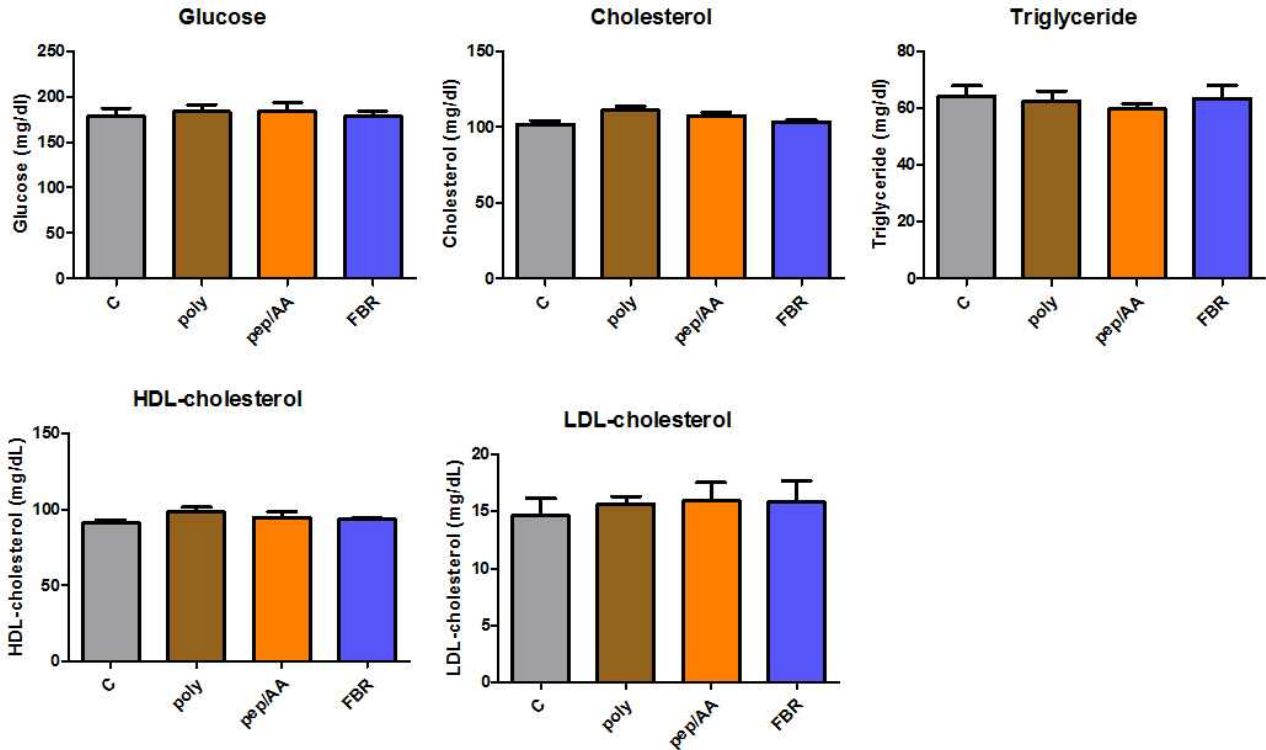 Glucose
Glucose (mg/dl)
250
200
150
100
50
0
C
poly
pep/AA
FBR
Cholesterol
Cholesterol (mg/dl)
150
100
50
0
C
poly
pep/AA
FBR
Triglyceride
Triglyceride (mg/dl)
80
60
40
20
0
C
poly
pep/AA
FBR
HDL-cholesterol
HDL-cholesterol (mg/dL)
150
100
50
0
C
poly
pep/AA
FBR
LDL-cholesterol
LDL-cholesterol (mg/dL)
20
15
10
5
0
C
poly
pep/AA
FBR